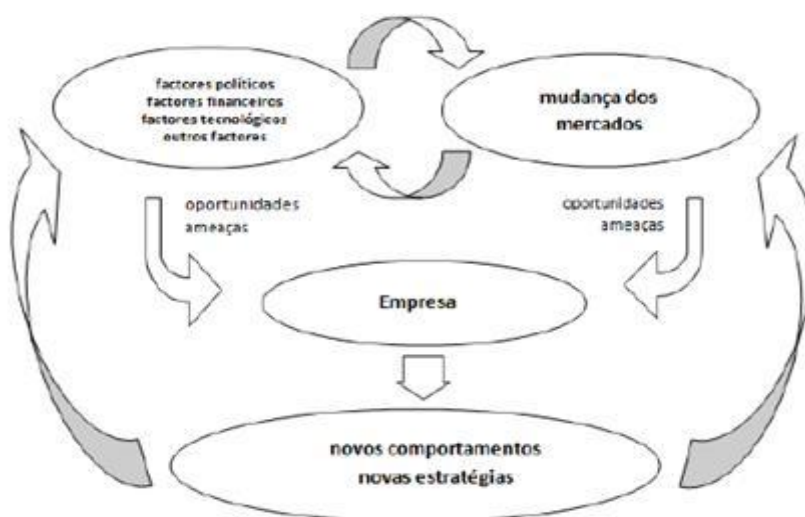 factores políticos
factores financeiros
factores tecnológicos
outros factores
mudança dos
mercados
oportunidades
ameaças
oportunidades
ameaças
Empresa
novos comportamentos
novas estratégias